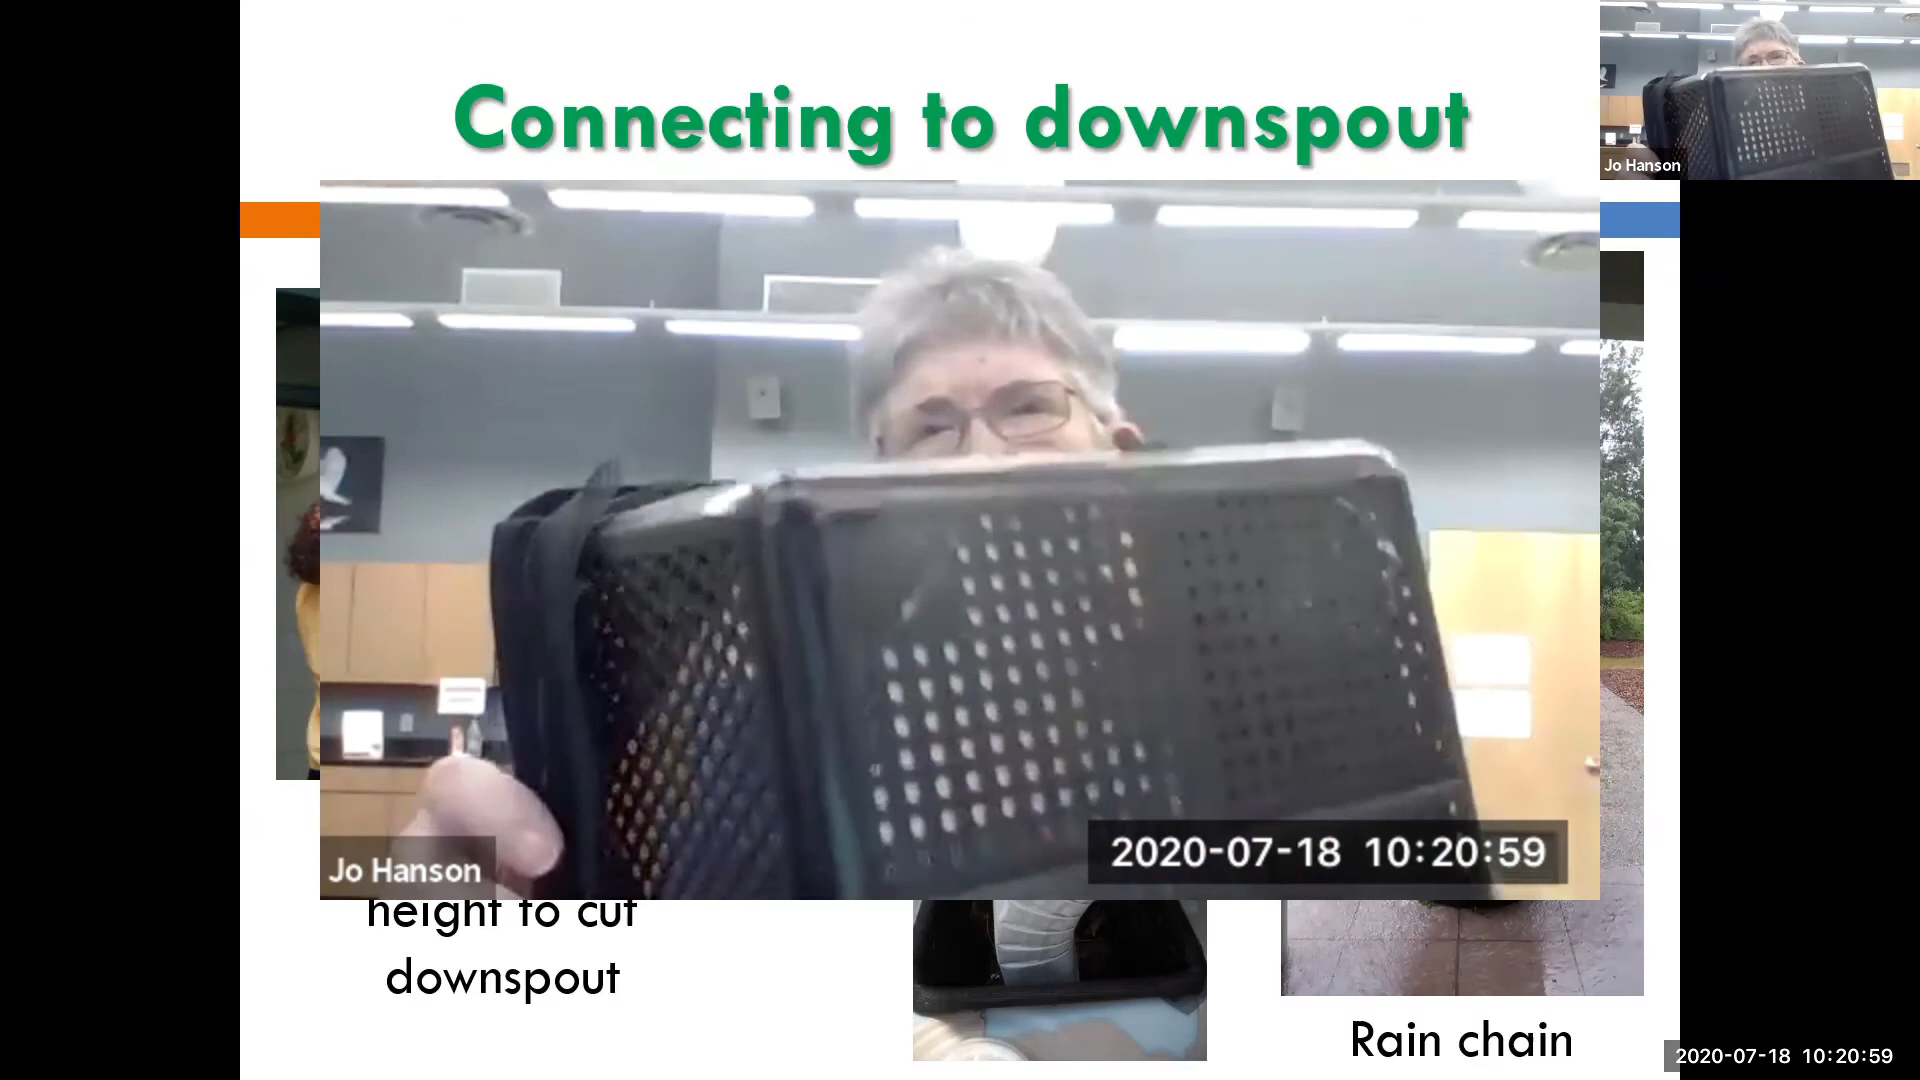 Connecting to downspout
Jo Hanson
Jo Hanson
2020-07-18 10:20:59
height to cut
downspout
Rain chain
2020-07-18 10:20:59